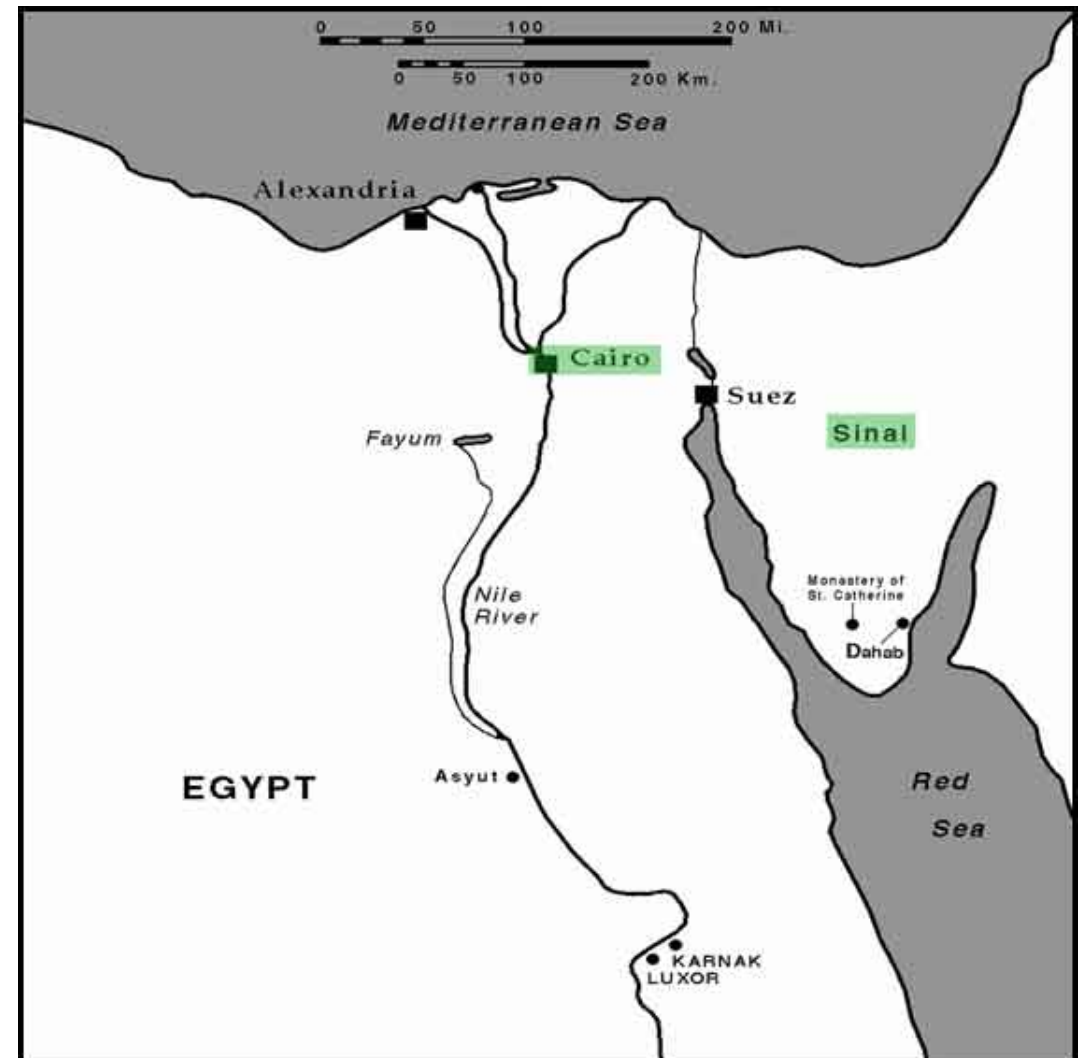 0 50 100 200 Mi.
0 50 100 200 Km.
Mediterranean Sea
Alexandria
Cairo
Suez
Sinai
Fayum
Nile
River
Monastery of
St. Catherine
Dahab
Asyut
EGYPT
Red
Sea
KARNAK
LUXOR